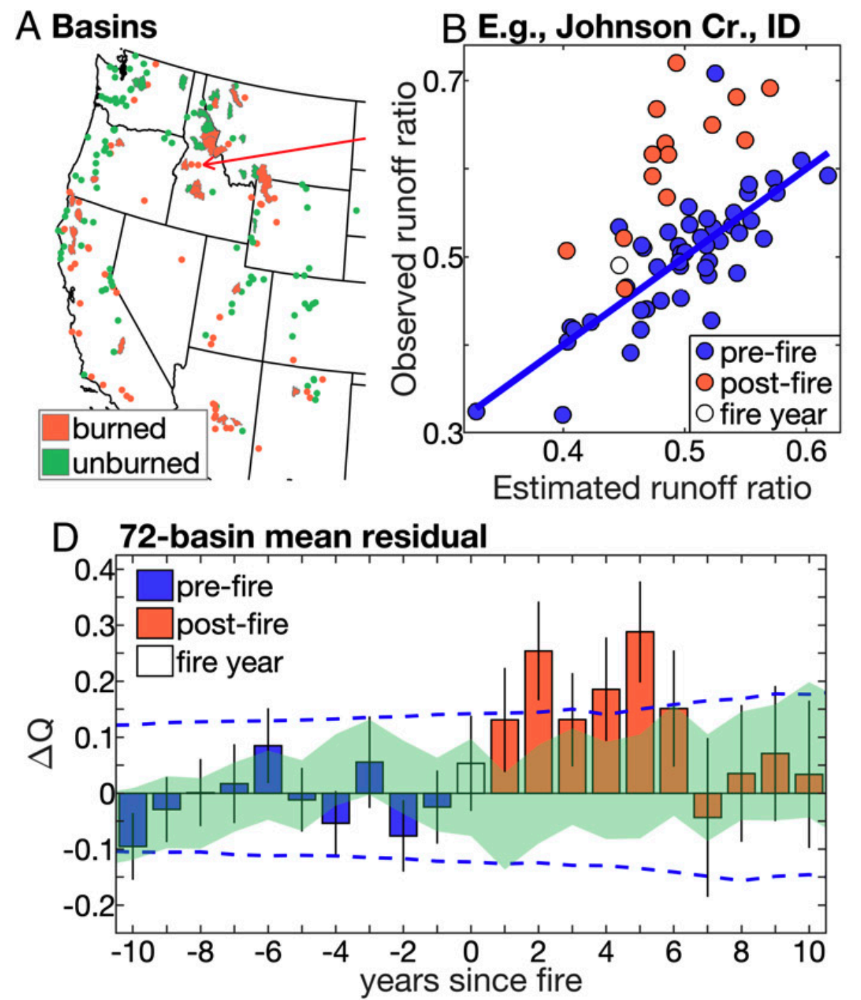 A Basins
burned
unburned
B E.g., Johnson Cr., ID
Observed runoff ratio
0.7
0.5
0.3
pre-fire
post-fire
fire year
0.4 0.5 0.6
Estimated runoff ratio
D 72-basin mean residual
ΔQ
0.4
0.3
0.2
0.1
0
-0.1
-0.2
pre-fire
post-fire
fire year
-10 -8 -6 -4 -2 0 2 4 6 8 10
years since fire